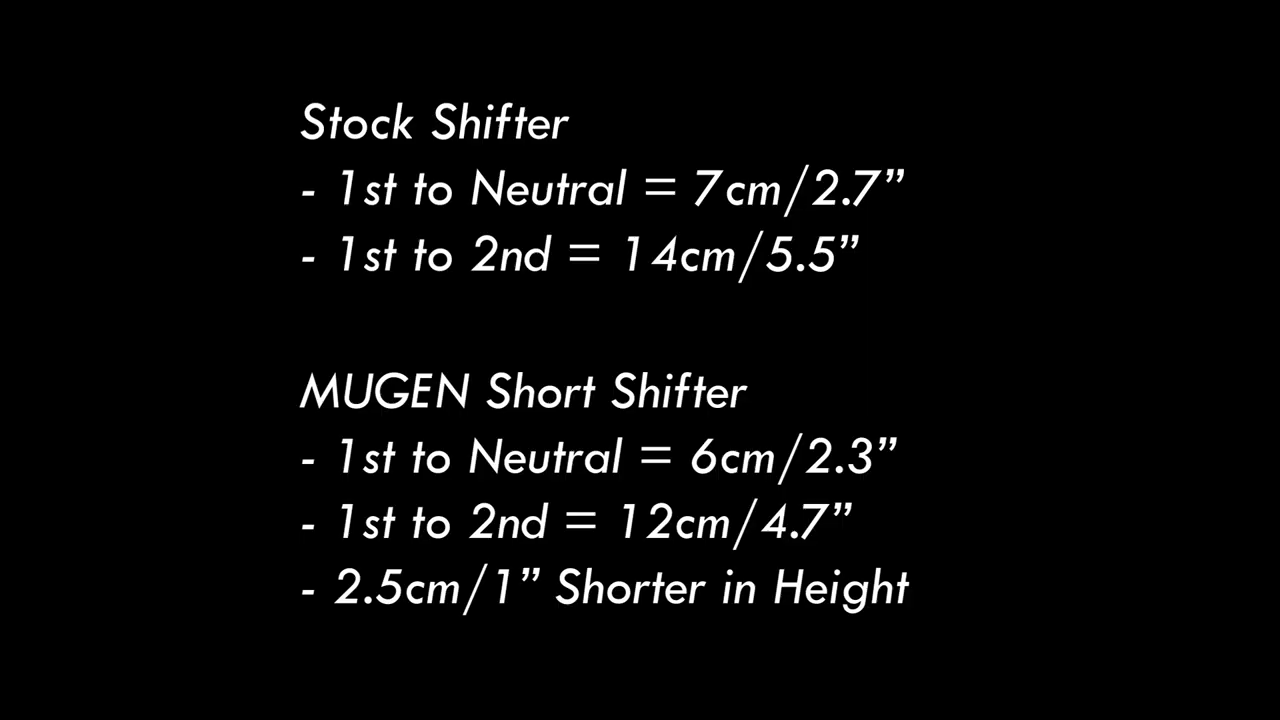 Stock Shifter
- 1st to Neutral = 7cm/2.7”
- 1st to 2nd = 14cm/5.5”
MUGEN Short Shifter
- 1st to Neutral = 6cm/2.3”
- 1st to 2nd = 12cm/4.7”
- 2.5cm/1” Shorter in Height